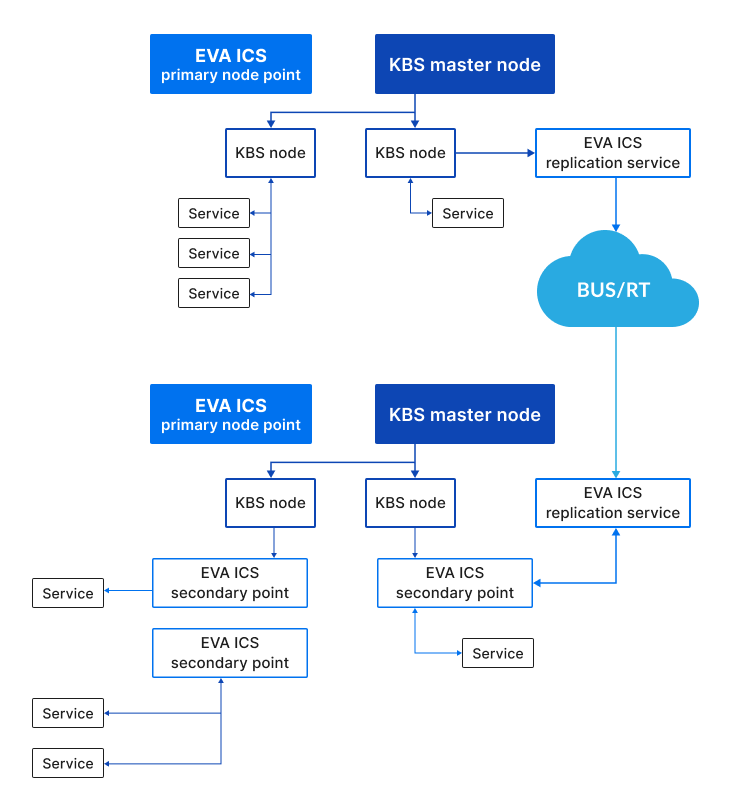 EVA ICS
primary node point
KBS master node
KBS node
KBS node
EVA ICS
replication service
Service
Service
Service
Service
BUS/RT
EVA ICS
primary node point
KBS master node
KBS node
KBS node
EVA ICS
replication service
EVA ICS
secondary point
EVA ICS
secondary point
Service
EVA ICS
secondary point
Service
Service
Service